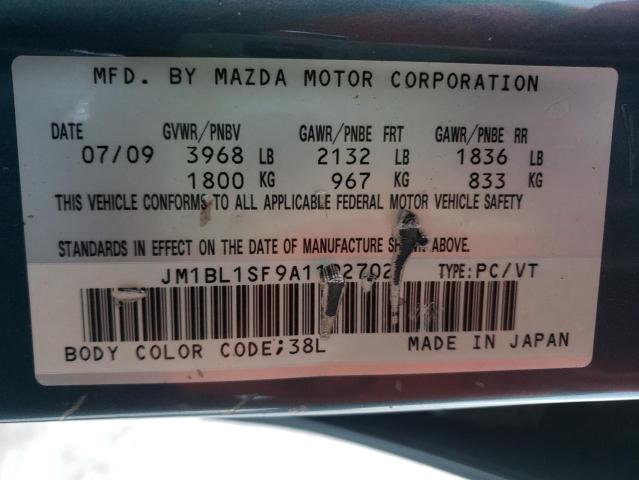 MFD. BY MAZDA MOTOR CORPORATION
DATE GVWR/PNBV GAWR/PNBE FRT GAWR/PNBE RR
07/09 3968 LB 2132 LB 1836 LB
1800 KG 967 KG 833 KG
THIS VEHICLE CONFORMS TO ALL APPLICABLE FEDERAL MOTOR VEHICLE SAFETY
STANDARDS IN EFFECT ON THE DATE OF MANUFACTURE SHOWN ABOVE.
TYPE:PC/VT
BODY COLOR CODE;38L MADE IN JAPAN